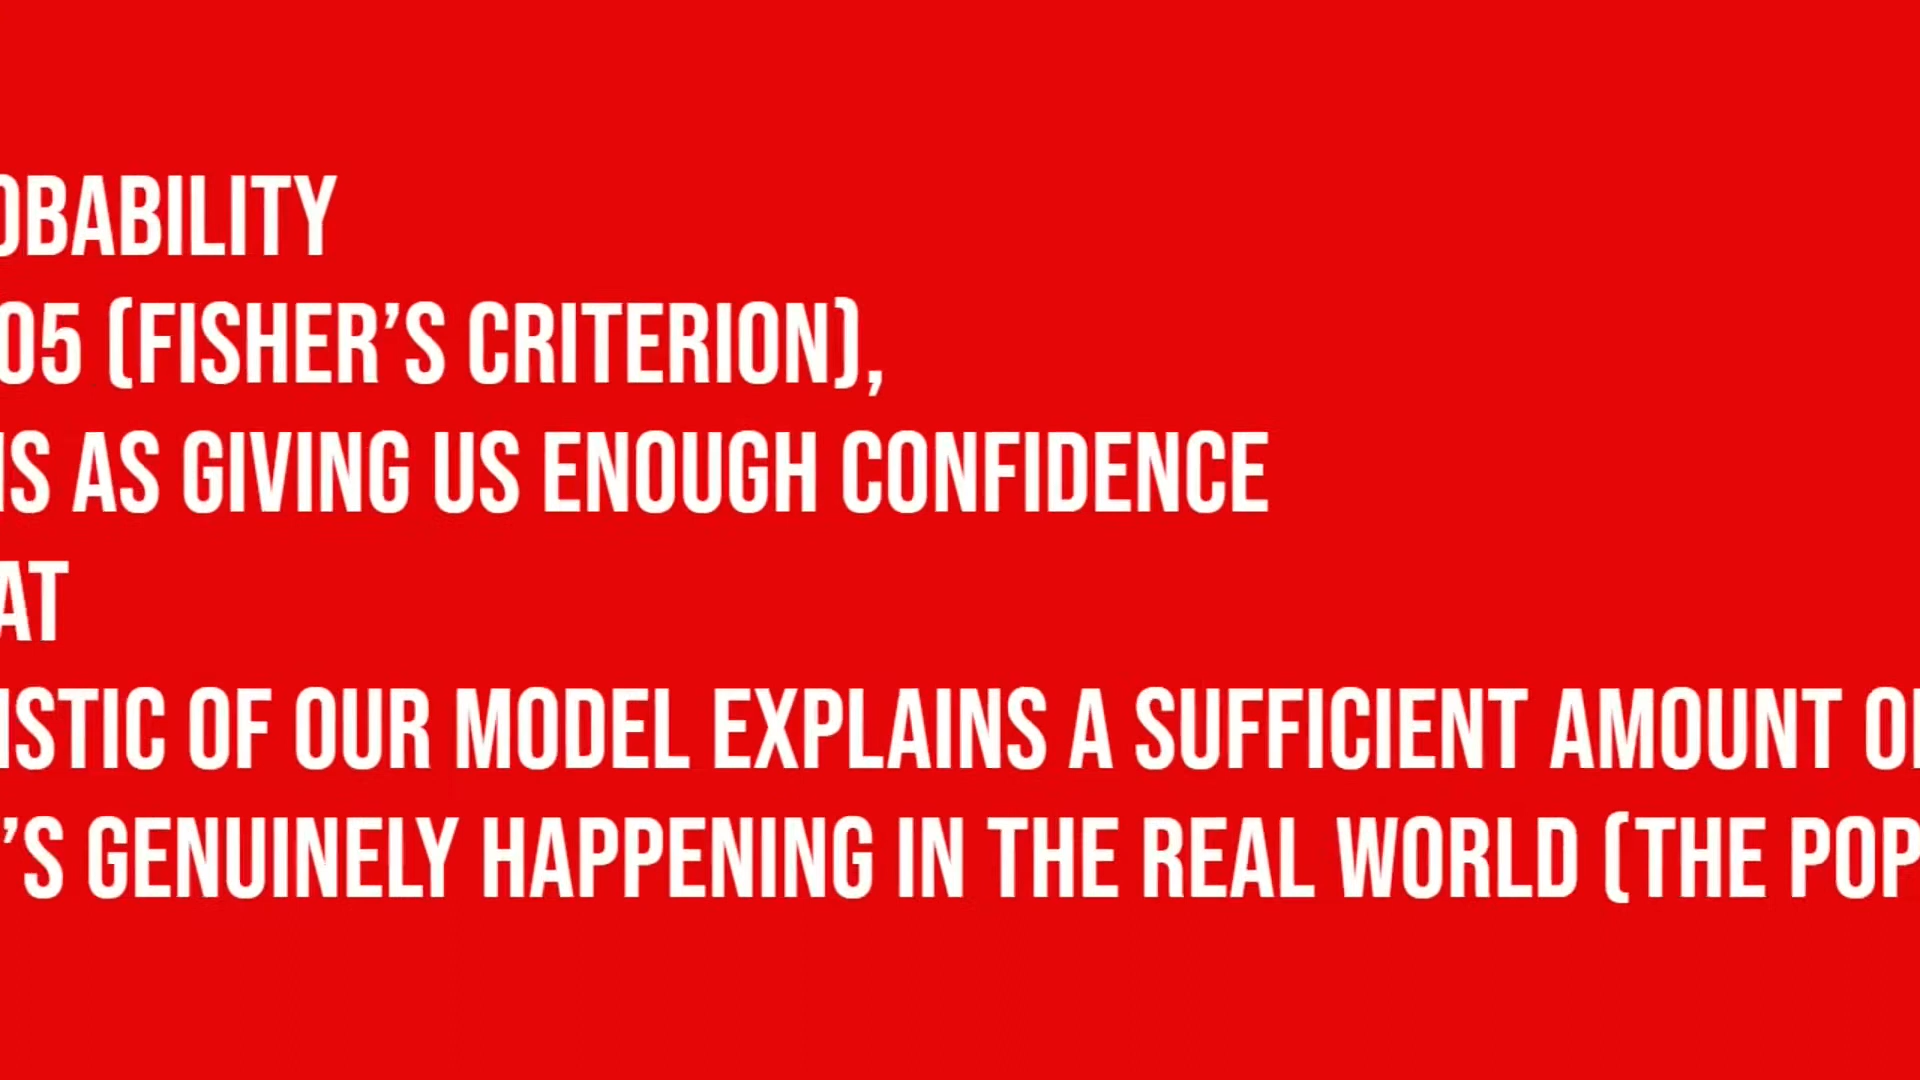 OBABILITY
05 (FISHER’S CRITERION),
IS AS GIVING US ENOUGH CONFIDENCE
AT
ISTIC OF OUR MODEL EXPLAINS A SUFFICIENT AMOUNT O
’S GENUINELY HAPPENING IN THE REAL WORLD (THE POP